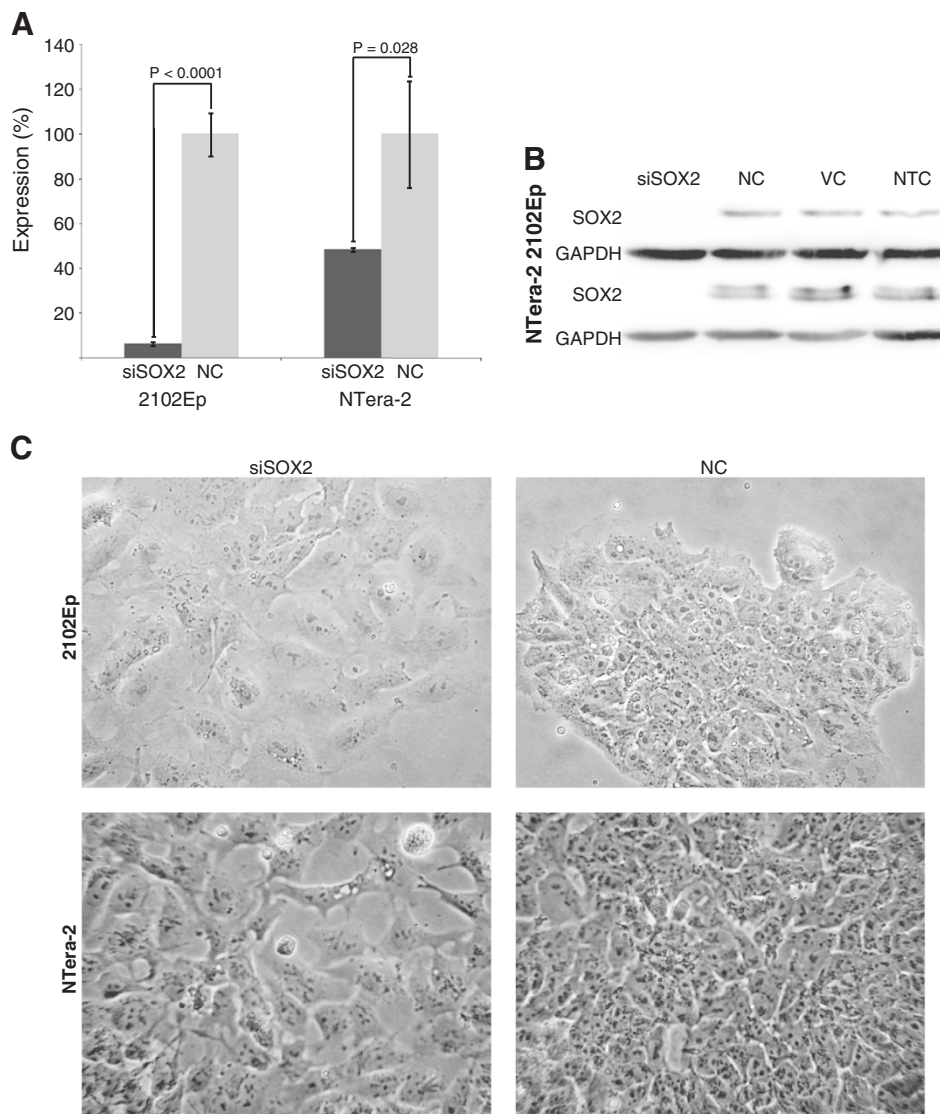 A
140
120
100
80
60
40
20
Expression (%)
P < 0.0001
P = 0.028
siSOX2 NC
siSOX2 NC
2102Ep
NTera-2
B
siSOX2 NC VC NTC
NTera-2 2102Ep
SOX2
GAPDH
SOX2
GAPDH
C
siSOX2
NC
2102Ep
NTera-2